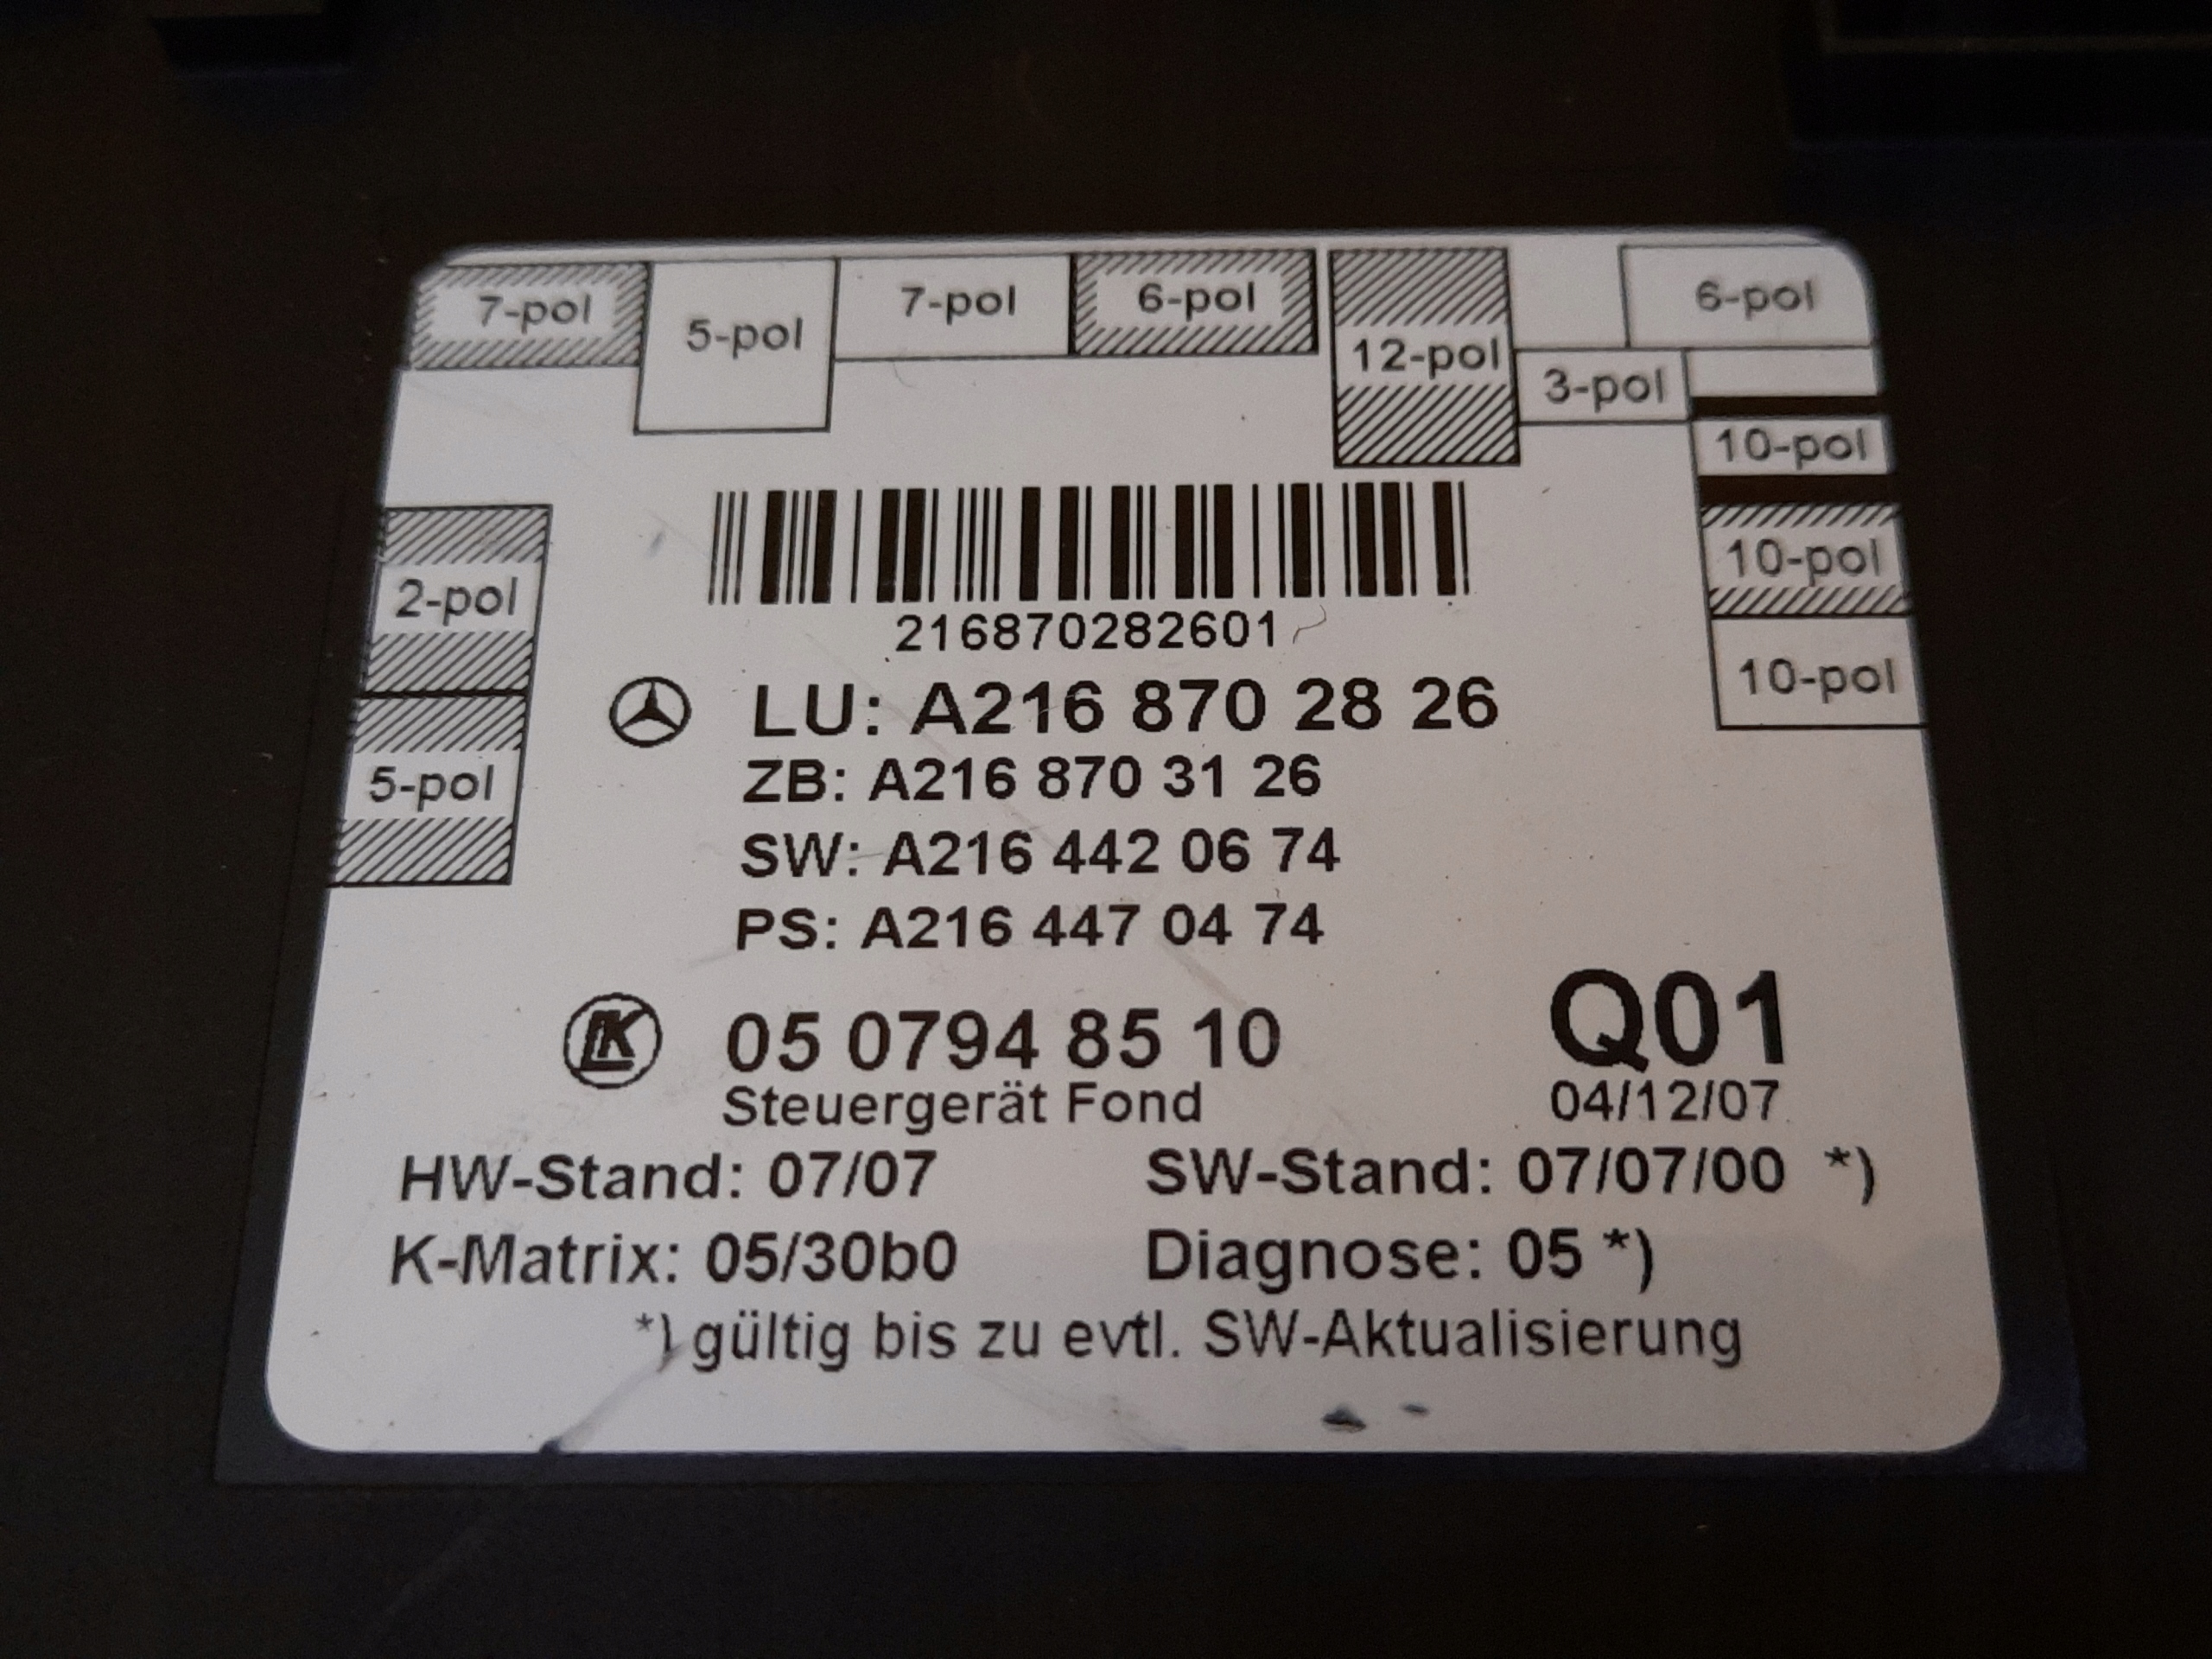 7-pol
5-pol
7-pol
6-pol
12-pol
6-pol
3-pol
10-pol
10-pol
10-pol
2-pol
5-pol
216870282601
LU: A216 870 28 26
ZB: A216 870 31 26
SW: A216 442 06 74
PS: A216 447 04 74
LK 05 0794 85 10 Q01
Steuergerät Fond 04/12/07
HW-Stand: 07/07 SW-Stand: 07/07/00 *)
K-Matrix: 05/30b0 Diagnose: 05 *)
*) gültig bis zu evtl. SW-Aktualisierung